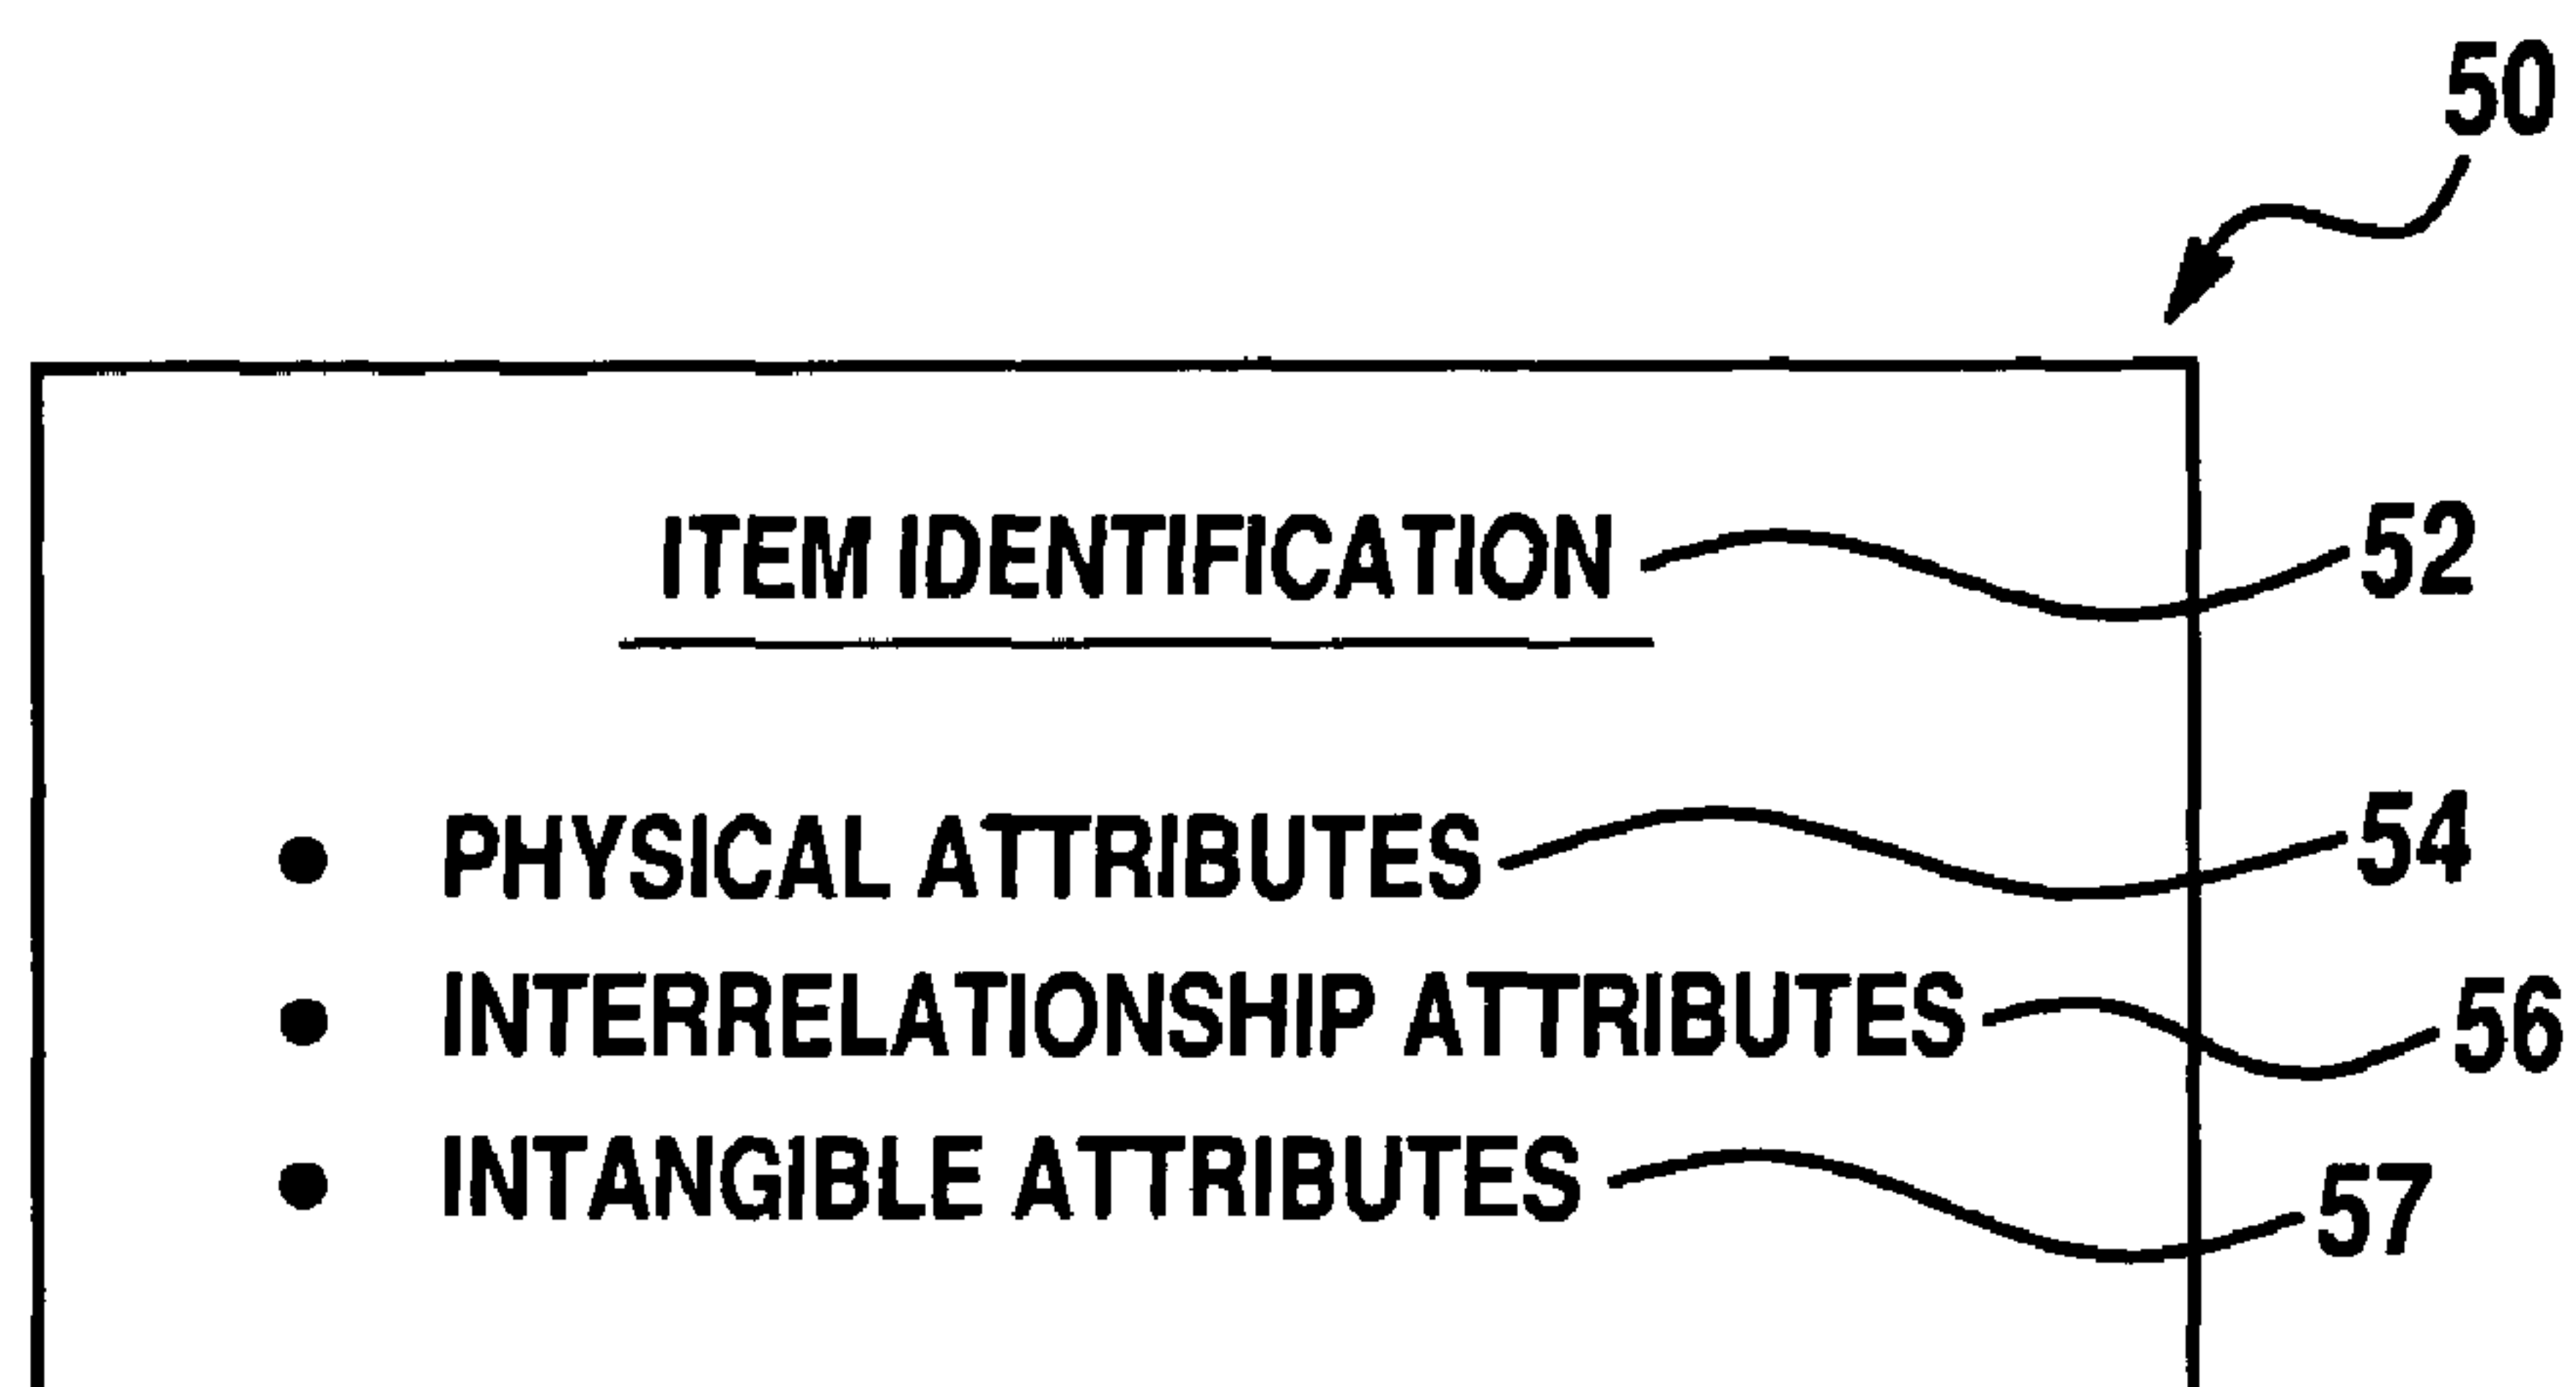 50
ITEM IDENTIFICATION 52
• PHYSICAL ATTRIBUTES 54
• INTERRELATIONSHIP ATTRIBUTES 56
• INTANGIBLE ATTRIBUTES 57